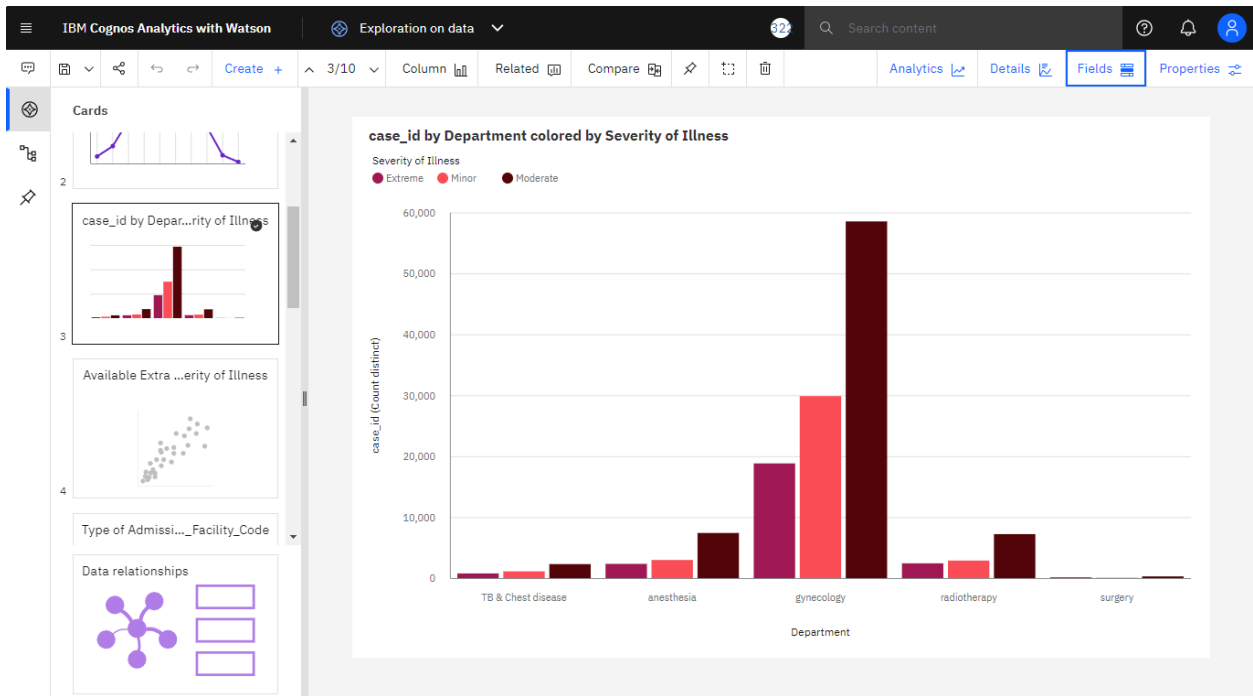 IBM Cognos Analytics with Watson
Exploration on data
322
Search content
Create +
3/10
Column
Related
Compare
Analytics
Details
Fields
Properties
Cards
2
case_id by Depar...rity of Illness
3
Available Extra ...erity of Illness
4
Type of Admissi..._Facility_Code
Data relationships
case_id by Department colored by Severity of Illness
Severity of Illness
Extreme Minor Moderate
60,000
50,000
40,000
30,000
20,000
10,000
0
case_id (Count distinct)
TB & Chest disease anesthesia gynecology radiotherapy surgery
Department